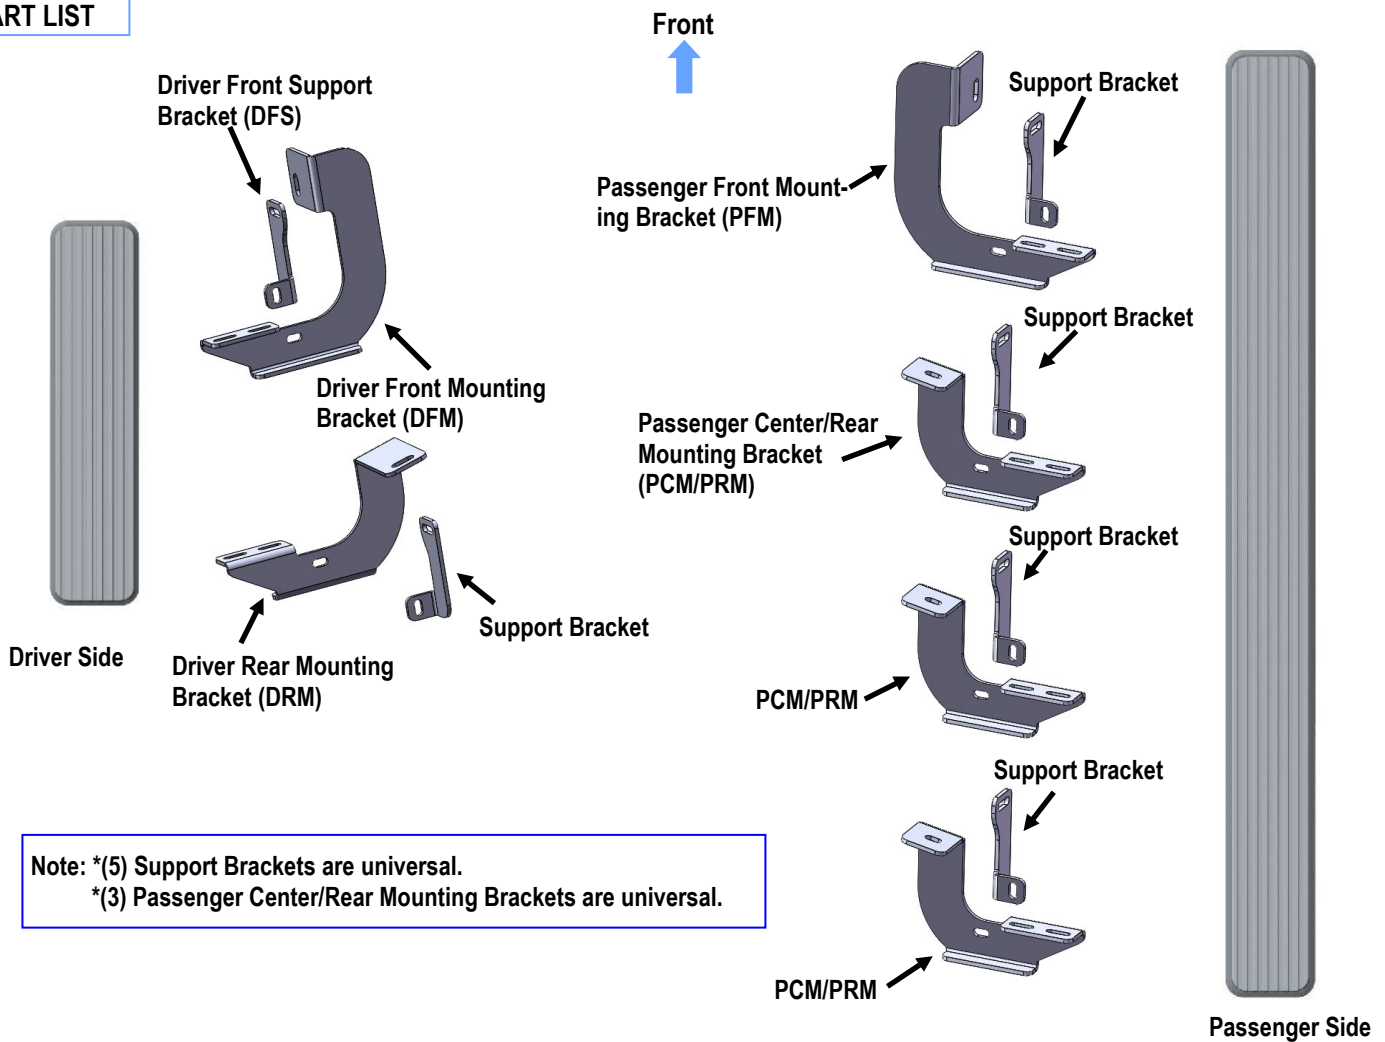 ART LIST
Front
Driver Front Support
Bracket (DFS)
Support Bracket
Passenger Front Mount-
ing Bracket (PFM)
Support Bracket
Driver Front Mounting
Bracket (DFM)
Passenger Center/Rear
Mounting Bracket
(PCM/PRM)
Support Bracket
Support Bracket
Driver Side
Driver Rear Mounting
Bracket (DRM)
PCM/PRM
Support Bracket
Note: *(5) Support Brackets are universal.
*(3) Passenger Center/Rear Mounting Brackets are universal.
PCM/PRM
Passenger Side